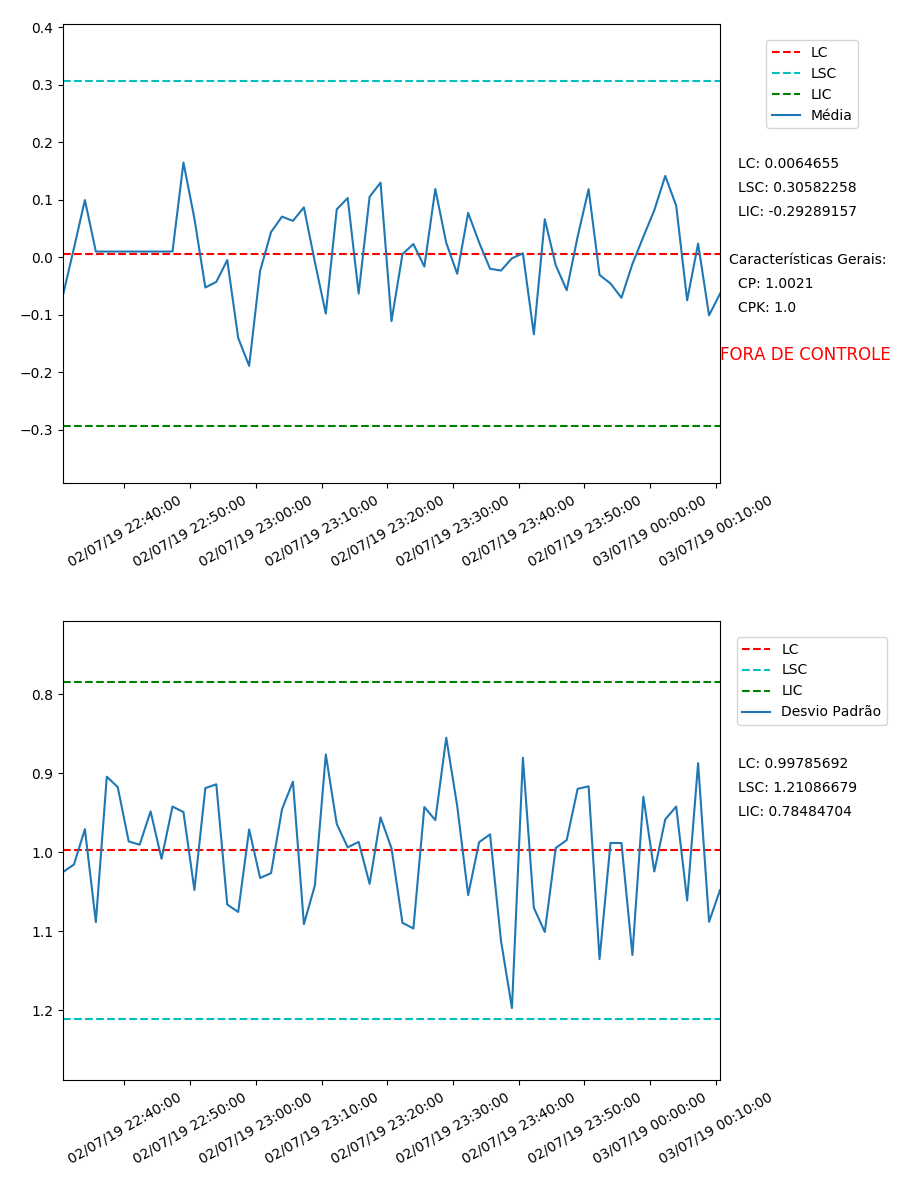 0.4
0.3
0.2
0.1
0.0
−0.1
−0.2
−0.3
02/07/19 22:40:00
02/07/19 22:50:00
02/07/19 23:00:00
02/07/19 23:10:00
02/07/19 23:20:00
02/07/19 23:30:00
02/07/19 23:40:00
02/07/19 23:50:00
03/07/19 00:00:00
03/07/19 00:10:00
LC
LSC
LIC
Média
LC: 0.0064655
LSC: 0.30582258
LIC: -0.29289157
Características Gerais:
CP: 1.0021
CPK: 1.0
FORA DE CONTROLE
0.8
0.9
1.0
1.1
1.2
02/07/19 22:40:00
02/07/19 22:50:00
02/07/19 23:00:00
02/07/19 23:10:00
02/07/19 23:20:00
02/07/19 23:30:00
02/07/19 23:40:00
02/07/19 23:50:00
03/07/19 00:00:00
03/07/19 00:10:00
LC
LSC
LIC
Desvio Padrão
LC: 0.99785692
LSC: 1.21086679
LIC: 0.78484704